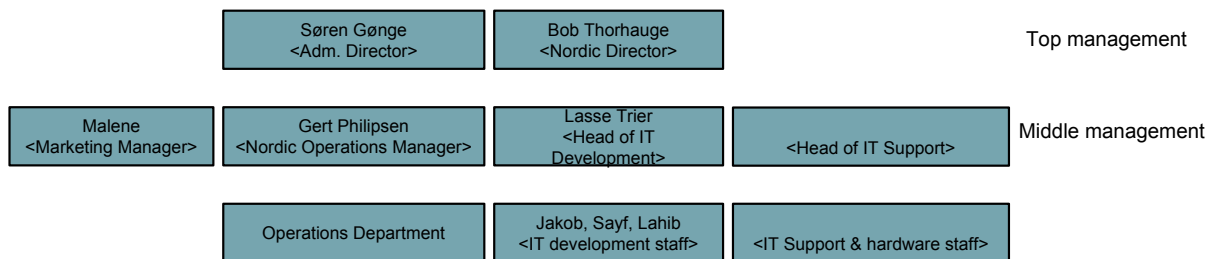 Søren Gønge
<Adm. Director>
Bob Thorhauge
<Nordic Director>
Top management
Malene
<Marketing Manager>
Gert Philipsen
<Nordic Operations Manager>
Lasse Trier
<Head of IT
Development>
<Head of IT Support>
Middle management
Operations Department
Jakob, Sayf, Lahib
<IT development staff>
<IT Support & hardware staff>